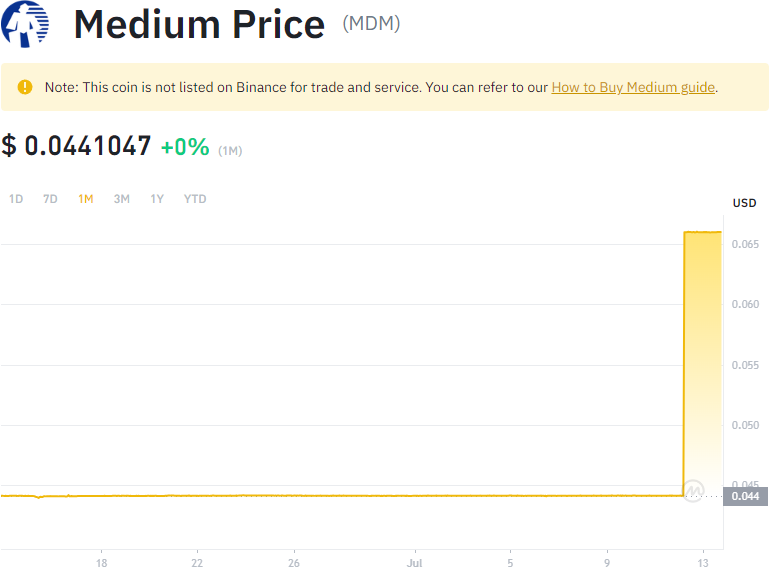 Medium Price (MDM)
Note: This coin is not listed on Binance for trade and service. You can refer to our How to Buy Medium guide.
$ 0.0441047 +0% (1M)
1D 7D 1M 3M 1Y YTD
USD
0.065
0.060
0.055
0.050
0.045
0.044
18 22 26 Jul 5 9 13